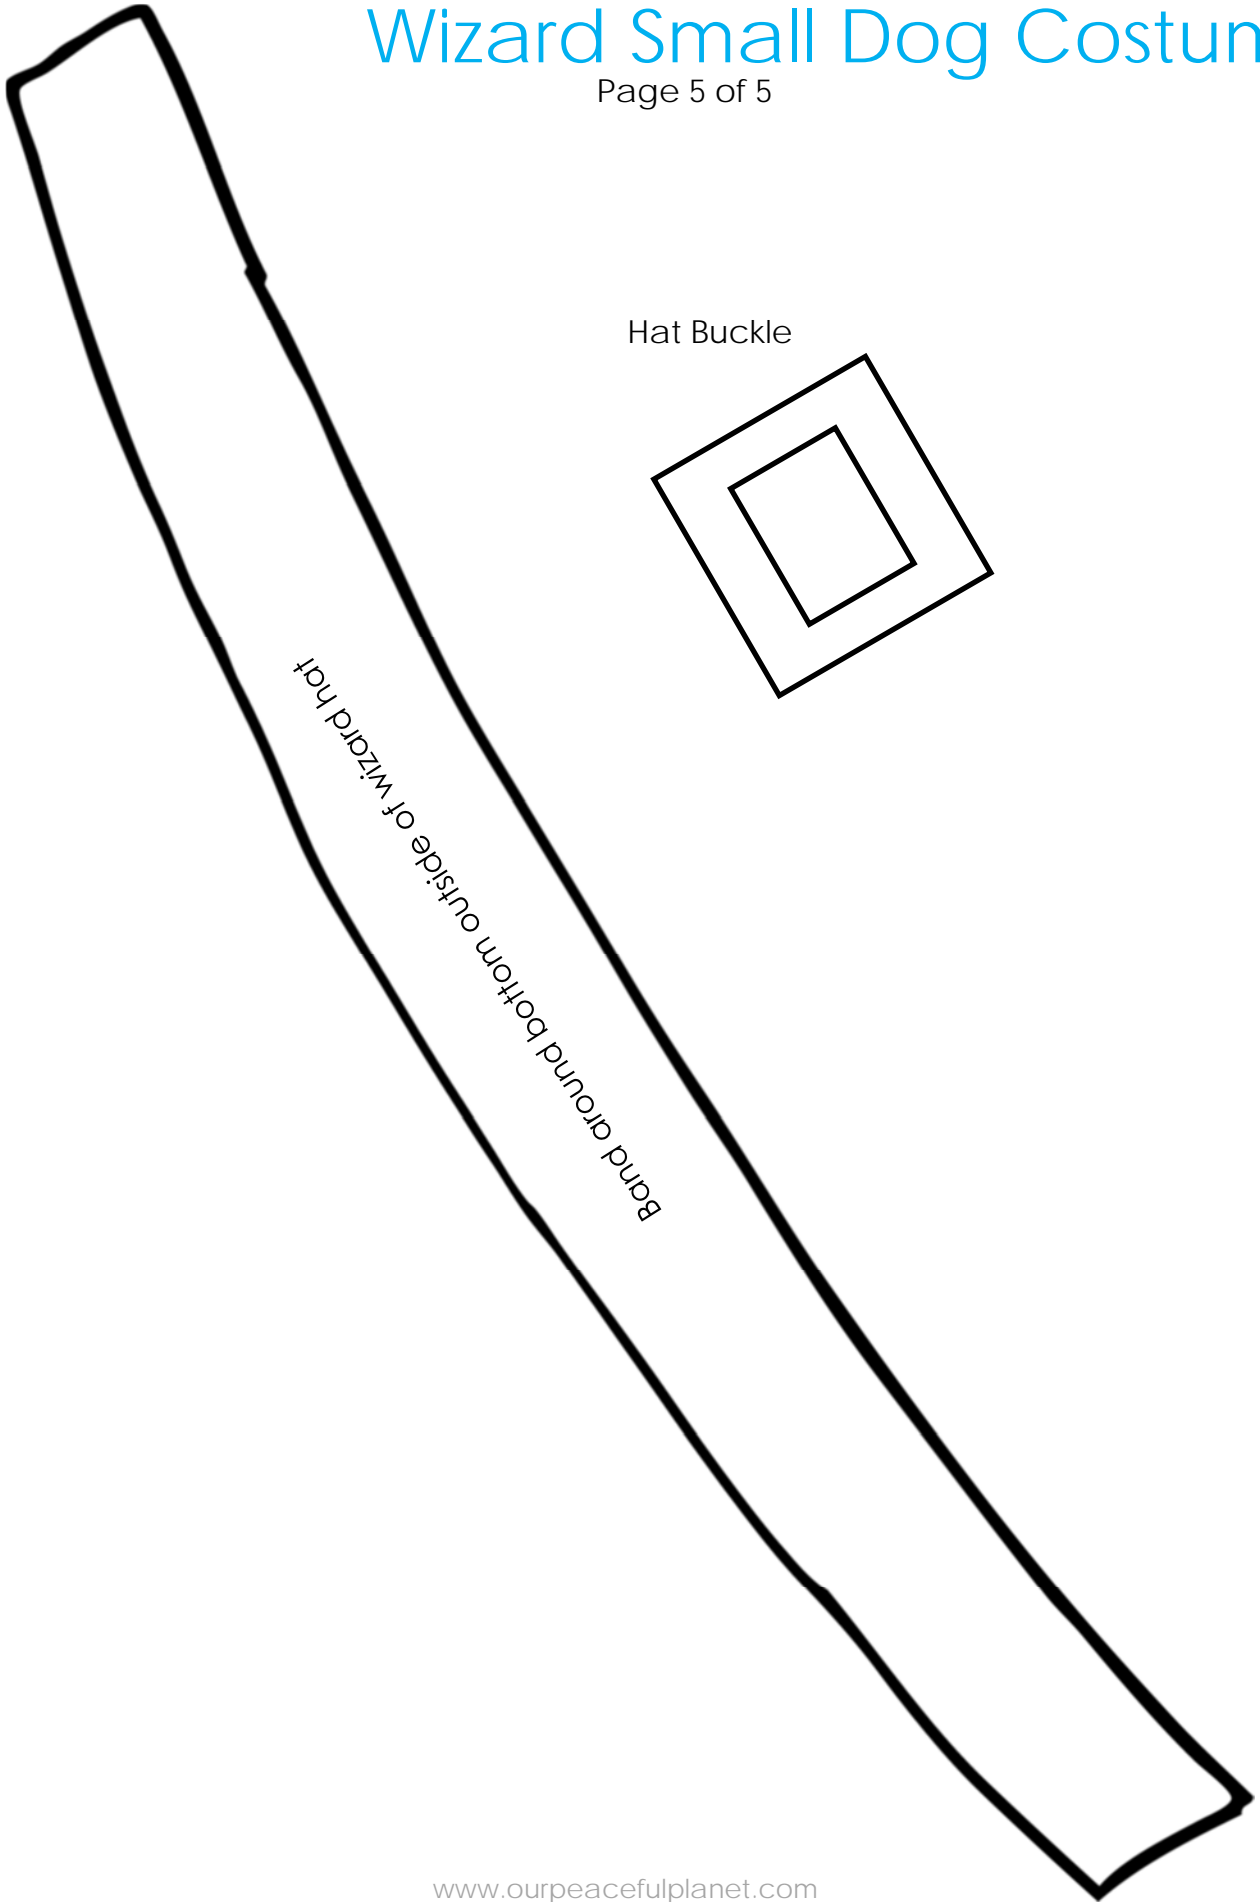 Wizard Small Dog Costun
Page 5 of 5
Hat Buckle
Band around bottom outside of wizard hat
www.ourpeacefulplanet.com